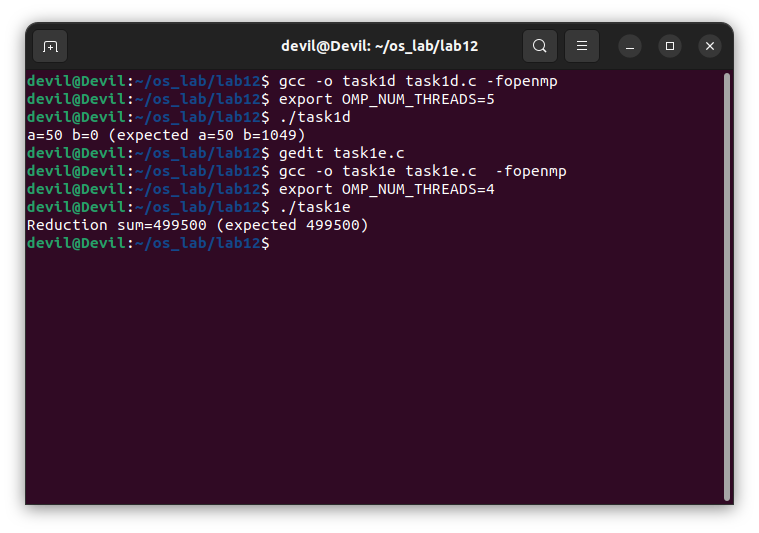 devil@Devil: ~/os_lab/lab12
devil@Devil:~/os_lab/lab12$ gcc -o task1d task1d.c -fopenmp
devil@Devil:~/os_lab/lab12$ export OMP_NUM_THREADS=5
devil@Devil:~/os_lab/lab12$ ./task1d
a=50 b=0 (expected a=50 b=1049)
devil@Devil:~/os_lab/lab12$ gedit task1e.c
devil@Devil:~/os_lab/lab12$ gcc -o task1e task1e.c  -fopenmp
devil@Devil:~/os_lab/lab12$ export OMP_NUM_THREADS=4
devil@Devil:~/os_lab/lab12$ ./task1e
Reduction sum=499500 (expected 499500)
devil@Devil:~/os_lab/lab12$